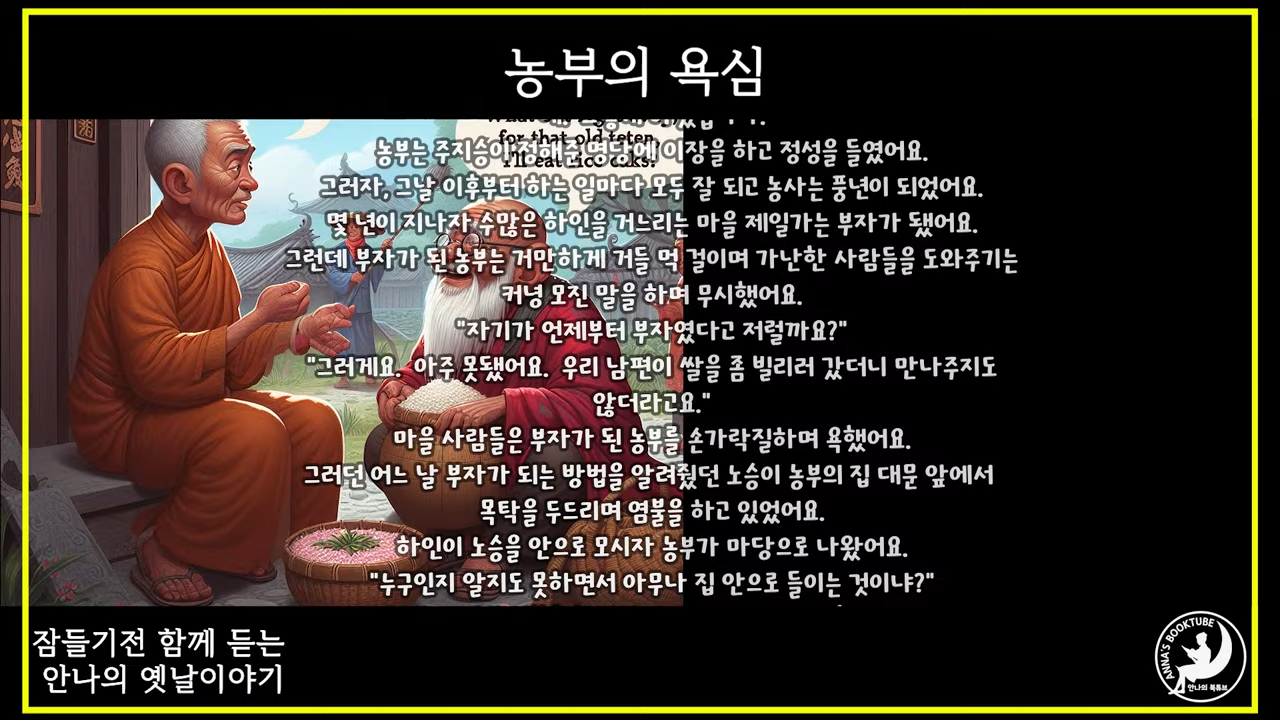 농부의 욕심
for that old teten,
I'll eat
농부는 주지승이 정해준 명당에 이장을 하고 정성을 들였어요.
그러자, 그날 이후부터 하는 일마다 모두 잘 되고 농사는 풍년이 되었어요.
몇 년이 지나자 수많은 하인을 거느리는 마을 제일가는 부자가 됐어요.
그런데 부자가 된 농부는 거만하게 거들 먹 걸이며 가난한 사람들을 도와주기는
커녕 모진 말을 하며 무시했어요.
"자기가 언제부터 부자였다고 저럴까요?"
"그러게요. 아주 못됐어요. 우리 남편이 쌀을 좀 빌리러 갔더니 만나주지도
않더라고요."
마을 사람들은 부자가 된 농부를 손가락질하며 욕했어요.
그러던 어느 날 부자가 되는 방법을 알려줬던 노승이 농부의 집 대문 앞에서
목탁을 두드리며 염불을 하고 있었어요.
하인이 노승을 안으로 모시자 농부가 마당으로 나왔어요.
"누구인지 알지도 못하면서 아무나 집 안으로 들이는 것이냐?"
잠들기전 함께 듣는
안나의 옛날이야기
ANNA'S BOOKTUBE
안나의 북튜브